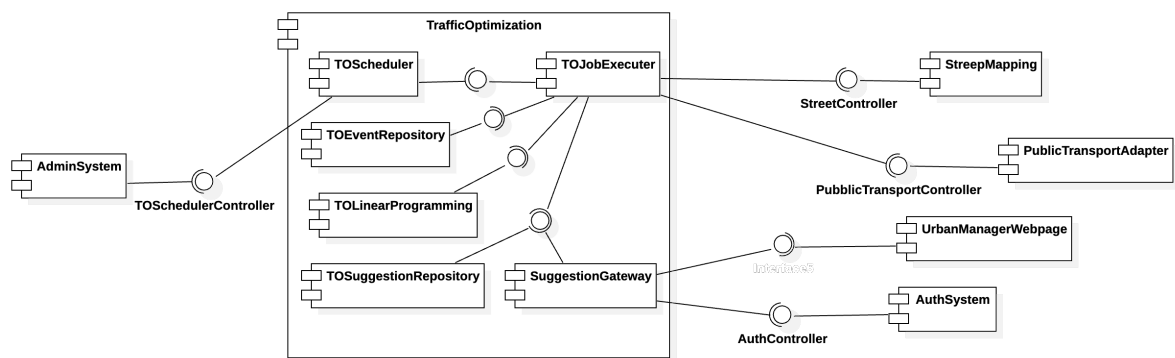 TrafficOptimization
TOScheduler
TOJobExecuter
StreepMapping
StreetController
TOEventRepository
AdminSystem
TOSchedulerController
PublicTransportAdapter
PubblicTransportController
TOLinearProgramming
UrbanManagerWebpage
TOSuggestionRepository
SuggestionGateway
AuthSystem
AuthController